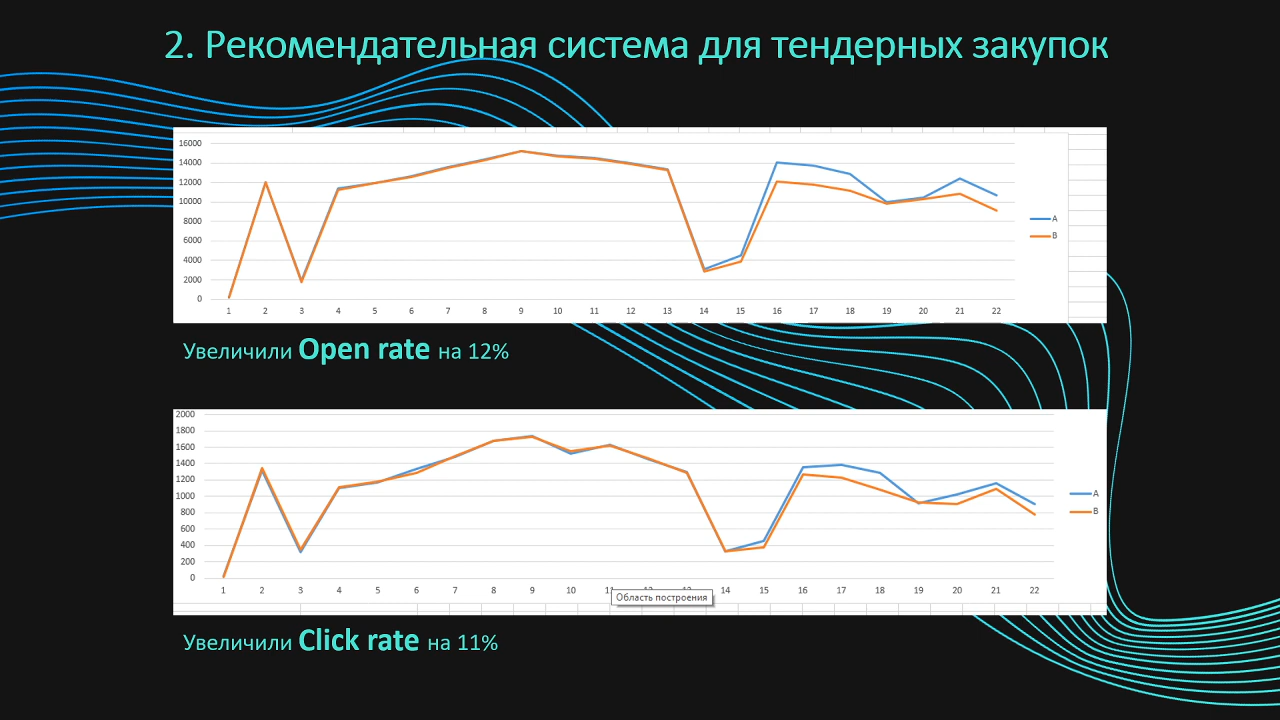 2. Рекомендательная система для тендерных закупок
16000
14000
12000
10000
8000
6000
4000
2000
0
1 2 3 4 5 6 7 8 9 10 11 12 13 14 15 16 17 18 19 20 21 22
A
B
Увеличили Open rate на 12%
2000
1800
1600
1400
1200
1000
800
600
400
200
0
1 2 3 4 5 6 7 8 9 10 11 12 13 14 15 16 17 18 19 20 21 22
A
B
Область построения
Увеличили Click rate на 11%